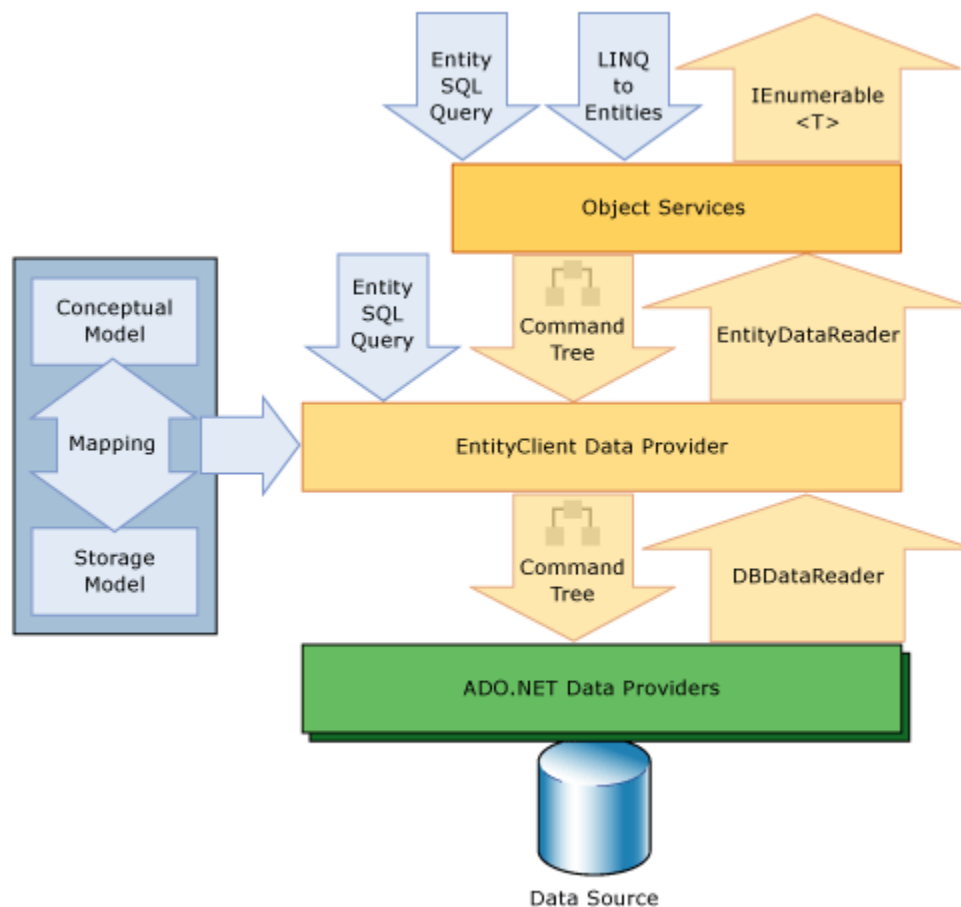 Entity
SQL
Query
LINQ
to
Entities
IEnumerable
<T>
Object Services
Conceptual
Model
Mapping
Storage
Model
Entity
SQL
Query
Command
Tree
EntityDataReader
EntityClient Data Provider
Command
Tree
DBDataReader
ADO.NET Data Providers
Data Source